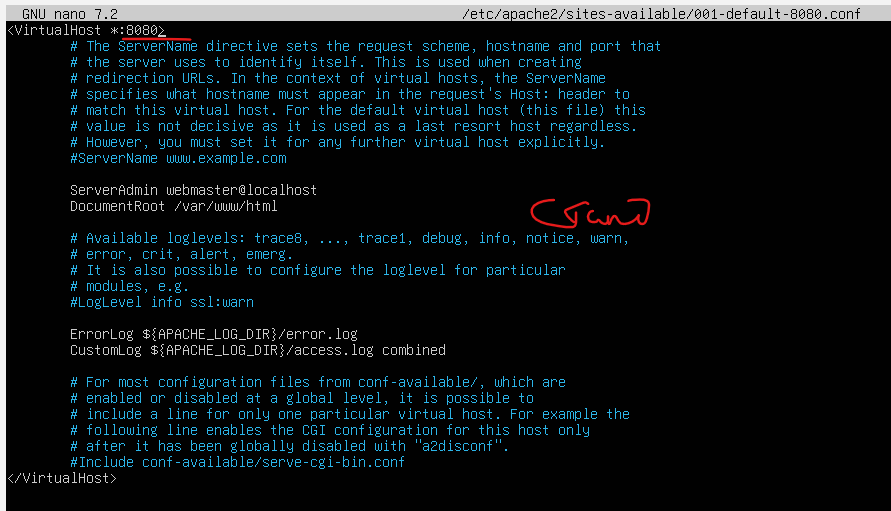 GNU nano 7.2 /etc/apache2/sites-available/001-default-8080.conf
<VirtualHost *:8080>
# The ServerName directive sets the request scheme, hostname and port that
# the server uses to identify itself. This is used when creating
# redirection URLs. In the context of virtual hosts, the ServerName
# specifies what hostname must appear in the request's Host: header to
# match this virtual host. For the default virtual host (this file) this
# value is not decisive as it is used as a last resort host regardless.
# However, you must set it for any further virtual host explicitly.
#ServerName www.example.com
ServerAdmin webmaster@localhost
DocumentRoot /var/www/html
# Available loglevels: trace8, ..., trace1, debug, info, notice, warn,
# error, crit, alert, emerg.
# It is also possible to configure the loglevel for particular
# modules, e.g.
#LogLevel info ssl:warn
ErrorLog ${APACHE_LOG_DIR}/error.log
CustomLog ${APACHE_LOG_DIR}/access.log combined
# For most configuration files from conf-available/, which are
# enabled or disabled at a global level, it is possible to
# include a line for only one particular virtual host. For example the
# following line enables the CGI configuration for this host only
# after it has been globally disabled with "a2disconf".
#Include conf-available/serve-cgi-bin.conf
</VirtualHost>